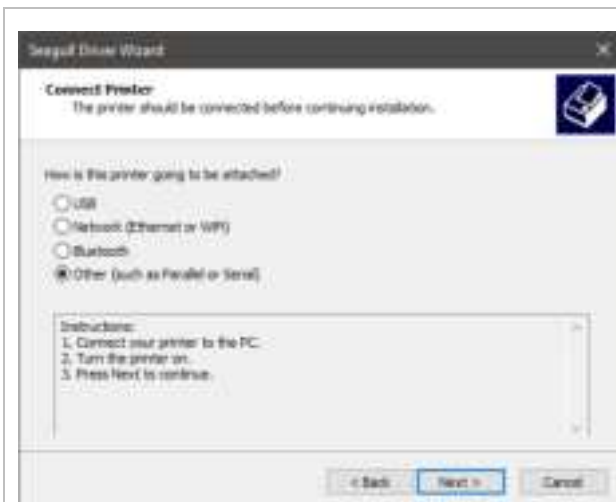 Seagull Driver Wizard
Connect Printer
The printer should be connected before continuing installation.
How is this printer going to be attached?
USB
Network (Ethernet or WiFi)
Bluetooth
Other (such as Parallel or Serial)
Instructions:
1. Connect your printer to the PC.
2. Turn the printer on.
3. Press Next to continue.
< Back Next > Cancel